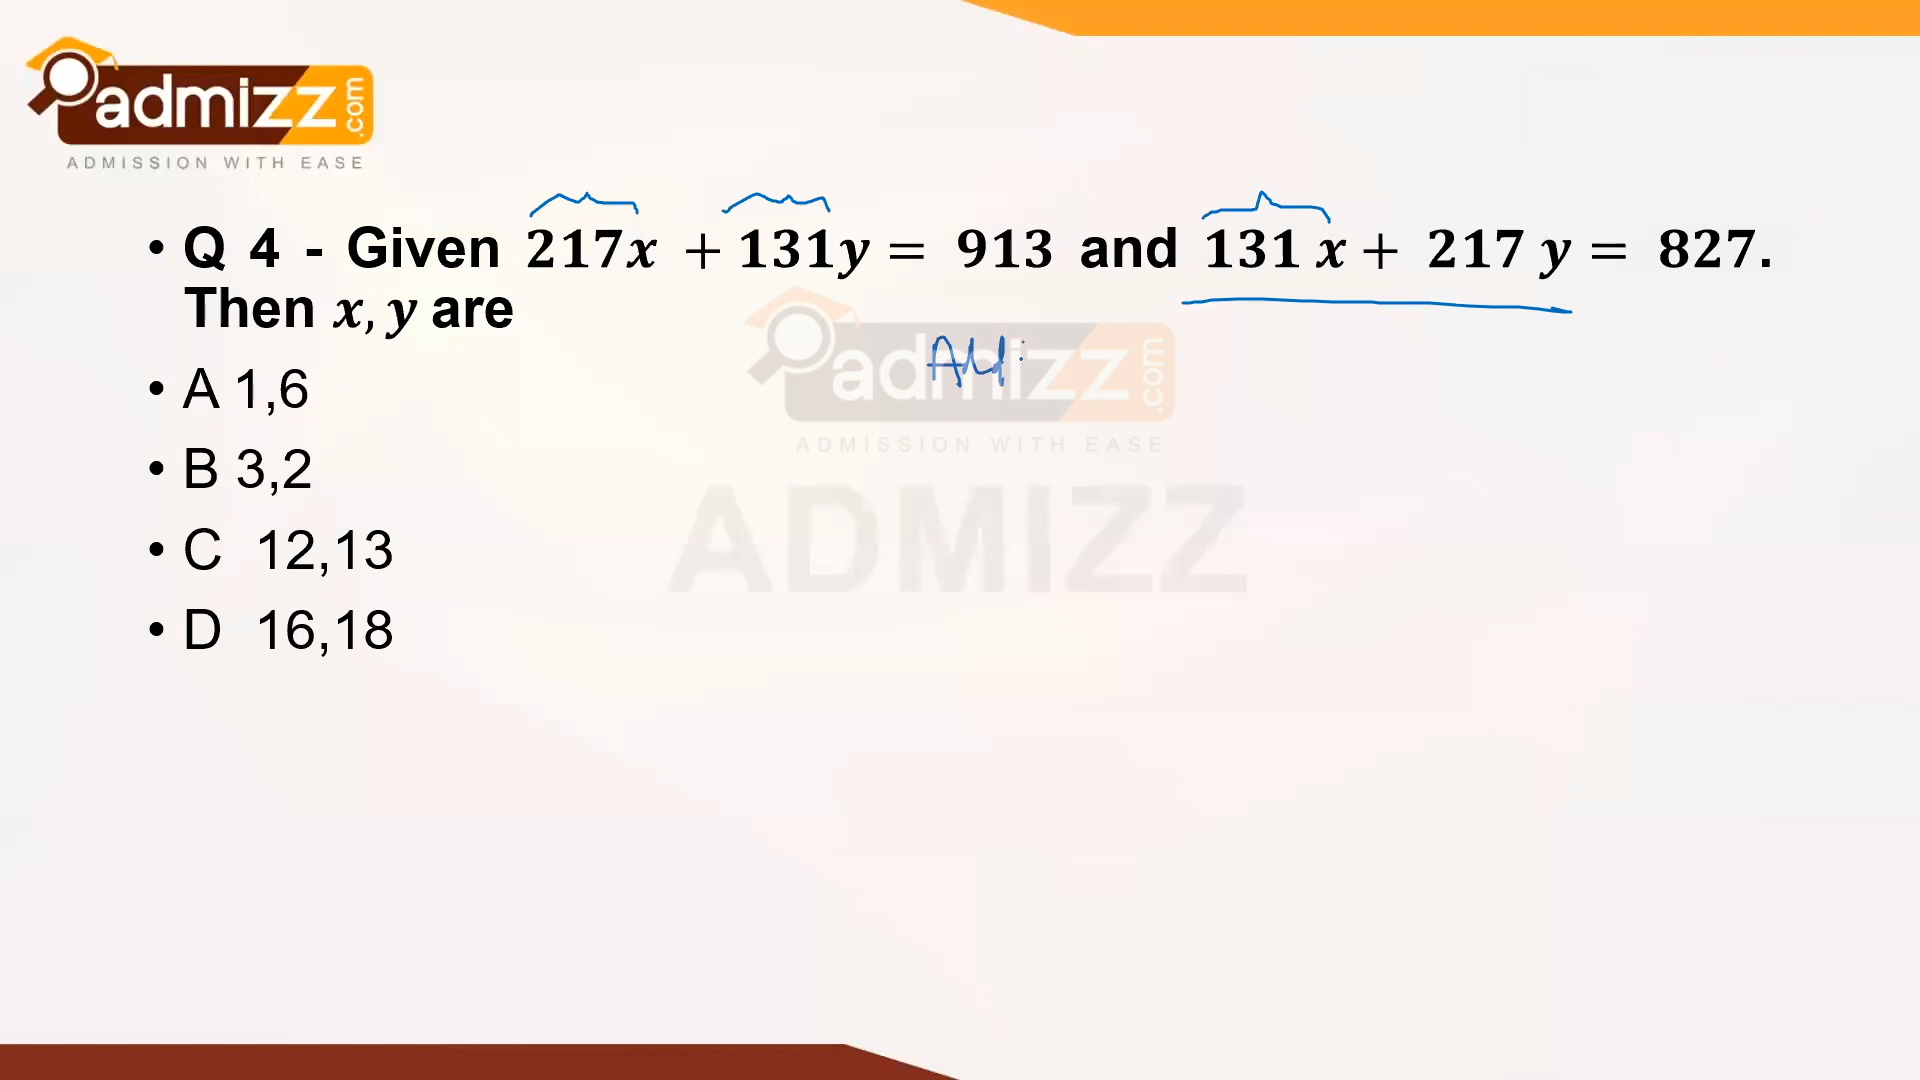 admizz.com
ADMISSION WITH EASE
• Q 4 - Given 217x + 131y = 913 and 131 x + 217 y = 827.
Then x, y are
admizz.com
ADMISSION WITH EASE
• A 1,6
• B 3,2
• C 12,13
• D 16,18
ADMIZZ